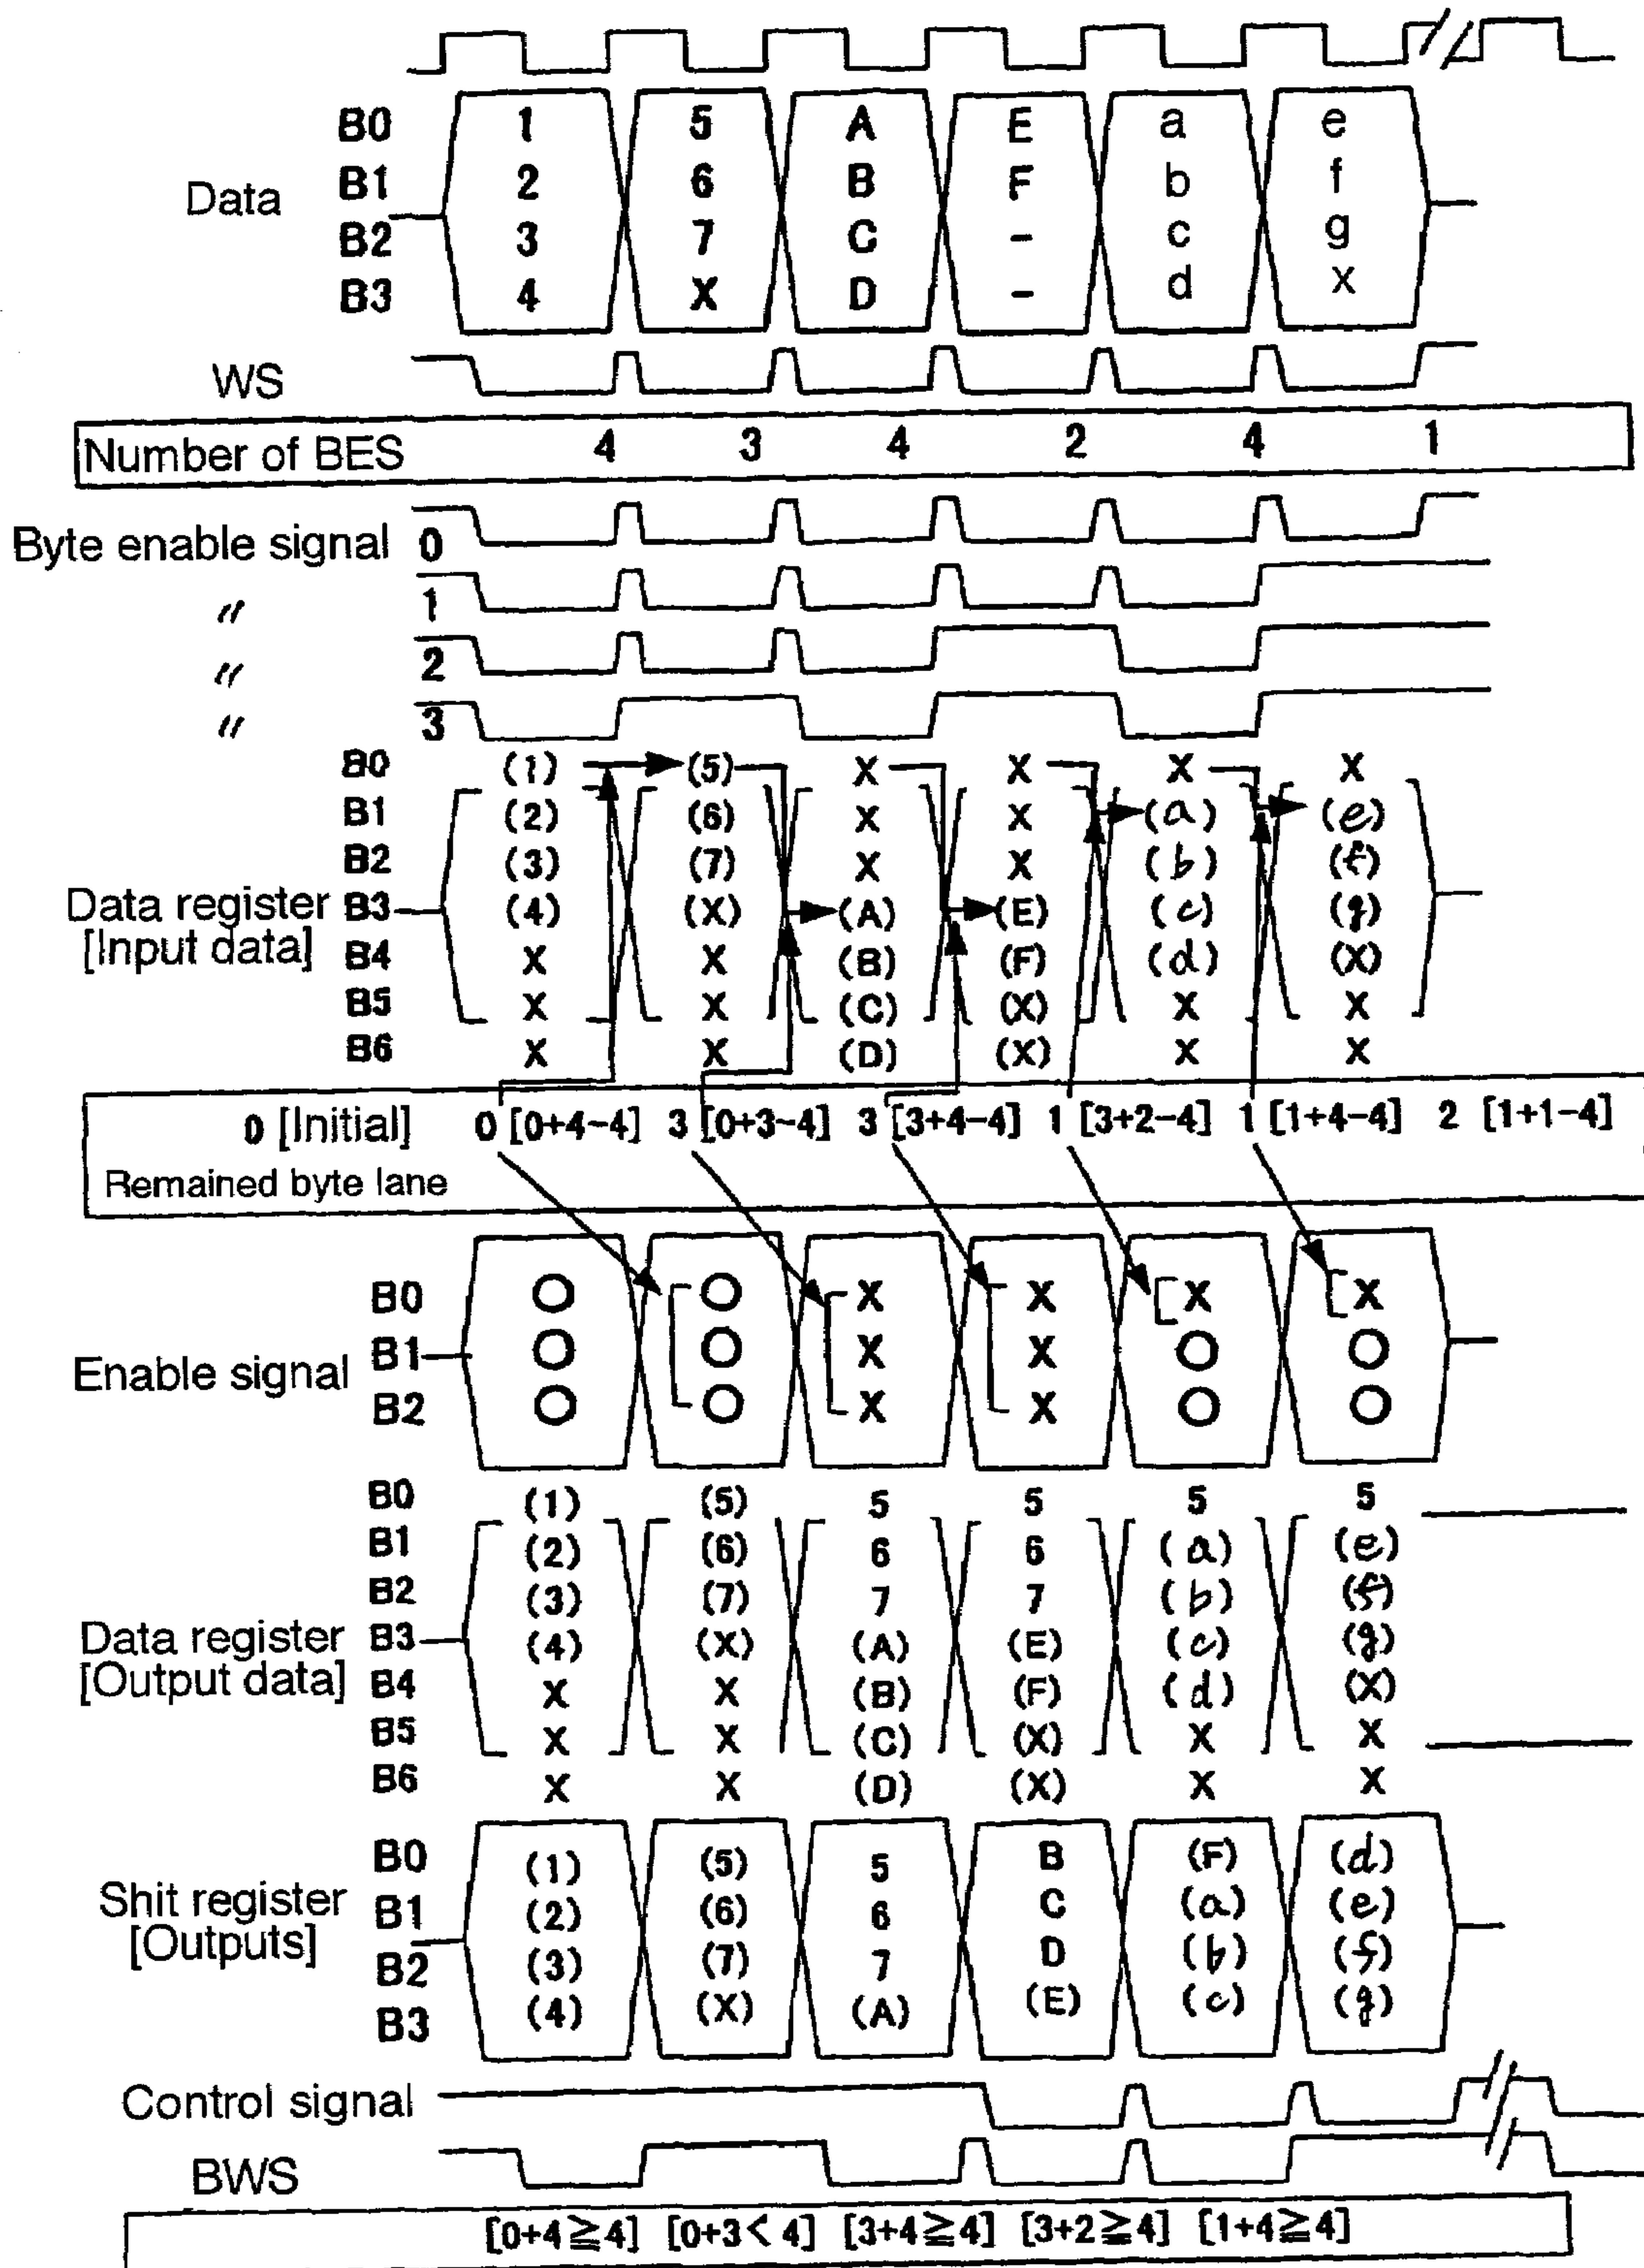 B0 1 5 A E a e
B1 2 6 B F b f
Data
B2 3 7 C - c g
B3 4 X D - d x
WS
Number of BES 4 3 4 2 4 1
Byte enable signal 0
〃 1
〃 2
〃 3
B0 (1) (5) X X X X
B1 (2) (6) X X (a) (e)
B2 (3) (7) X X (b) (f)
Data register B3 (4) (X) (A) (E) (c) (g)
[Input data] B4 X X (B) (F) (d) (X)
B5 X X (C) (X) X X
B6 X X (D) (X) X X
0 [Initial] 0 [0+4-4] 3 [0+3-4] 3 [3+4-4] 1 [3+2-4] 1 [1+4-4] 2 [1+1-4]
Remained byte lane
B0 O O X X X X
Enable signal B1 O O X X O O
B2 O O X X O O
B0 (1) (5) 5 5 5 5
B1 (2) (6) 6 6 (a) (e)
B2 (3) (7) 7 7 (b) (f)
Data register B3 (4) (X) (A) (E) (c) (g)
[Output data] B4 X X (B) (F) (d) (X)
B5 X X (C) (X) X X
B6 X X (D) (X) X X
B0 (1) (5) 5 B (F) (d)
Shit register B1 (2) (6) 6 C (a) (e)
[Outputs] B2 (3) (7) 7 D (b) (f)
B3 (4) (X) (A) (E) (c) (g)
Control signal
BWS
[0+4≧4] [0+3<4] [3+4≧4] [3+2≧4] [1+4≧4]